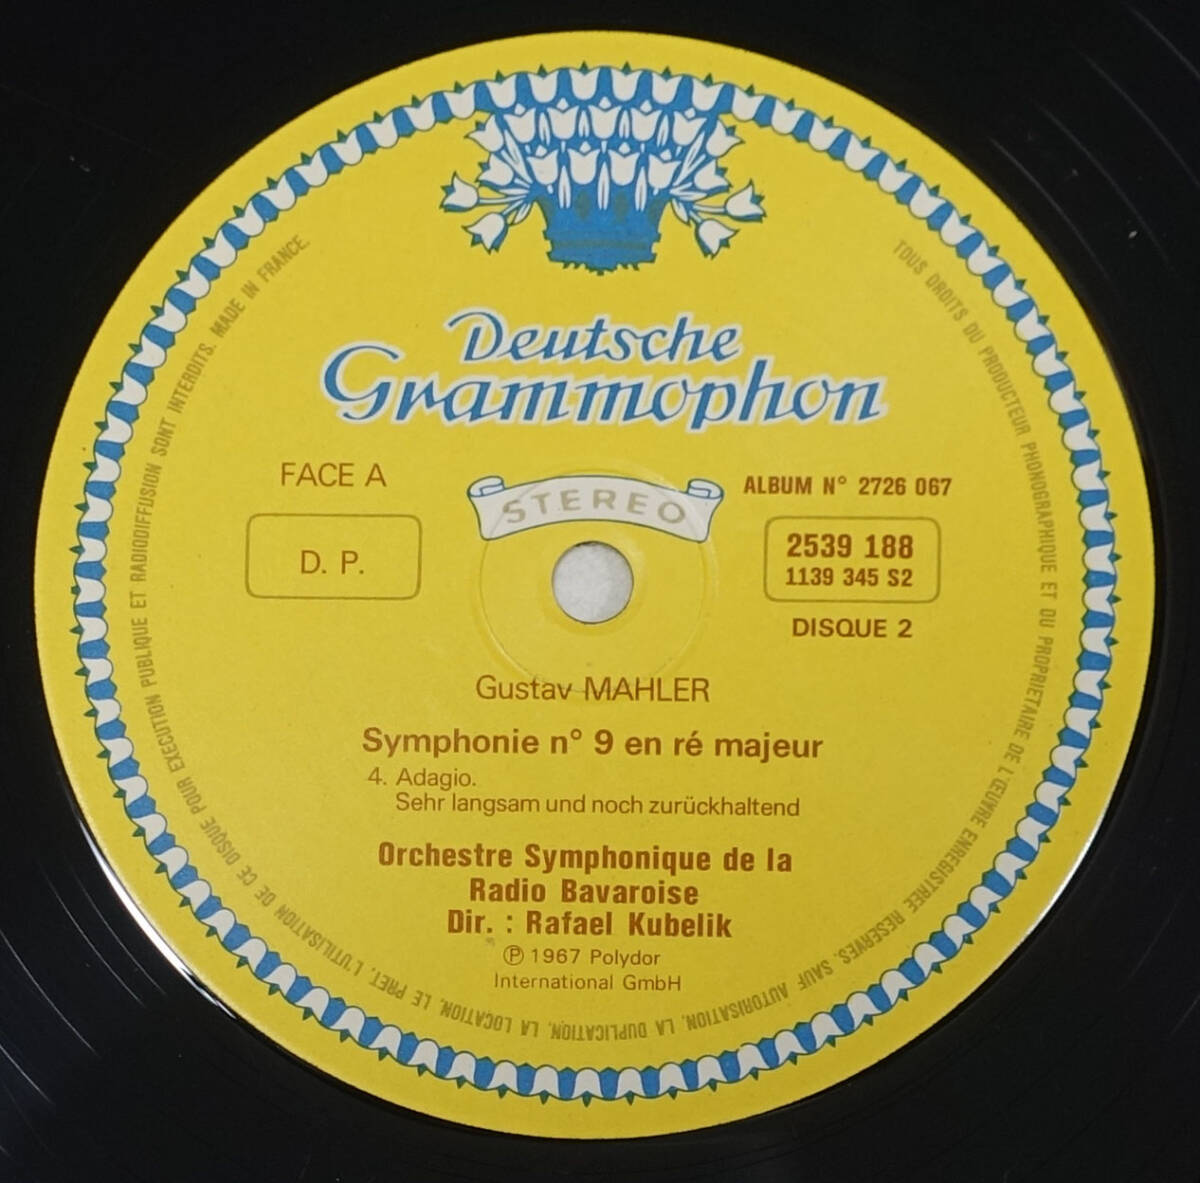 Deutsche
Grammophon
FACE A
STEREO
ALBUM N° 2726 067
D. P.
2539 188
1139 345 S2
DISQUE 2
Gustav MAHLER
Symphonie n° 9 en ré majeur
4. Adagio.
Sehr langsam und noch zurückhaltend
Orchestre Symphonique de la
Radio Bavaroise
Dir. : Rafael Kubelik
℗ 1967 Polydor
International GmbH
TOUS DROITS DU PRODUCTEUR PHONOGRAPHIQUE ET DU PROPRIETAIRE DE L'ŒUVRE ENREGISTREE RESERVES. SAUF AUTORISATION, LA DUPLICATION, LA LOCATION, LE PRET, L'UTILISATION DE CE DISQUE POUR EXECUTION PUBLIQUE ET RADIODIFFUSION SONT INTERDITS. MADE IN FRANCE.